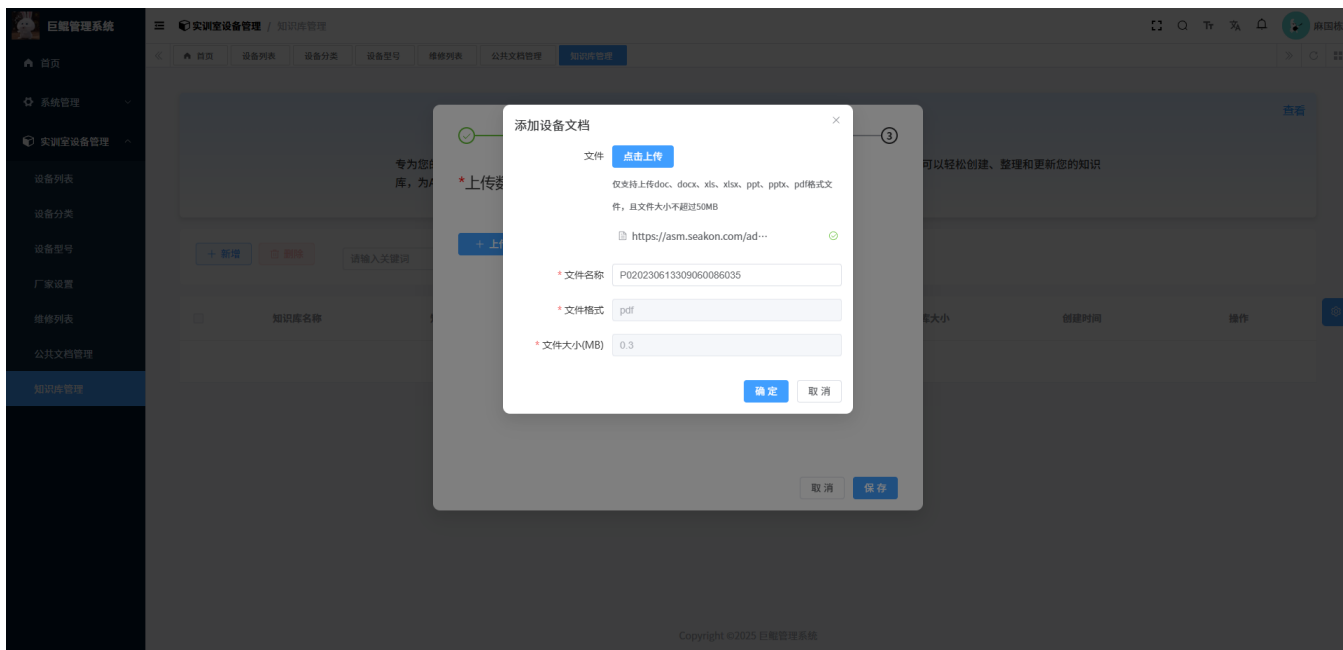 巨鲲管理系统
实训室设备管理 / 知识库管理
麻固栈
首页
首页 设备列表 设备分类 设备型号 维修列表 公共文档管理 知识库管理
系统管理
实训室设备管理
设备列表
设备分类
设备型号
厂家设置
维修列表
公共文档管理
知识库管理
查看
专为您
可以轻松创建、整理和更新您的知识
库，为
3
*上传数
+ 上传
+ 新增
删除
请输入关键词
知识库名称
库大小
创建时间
操作
添加设备文档
文件
点击上传
仅支持上传doc、docx、xls、xlsx、ppt、pptx、pdf格式文
件，且文件大小不超过50MB
https://asm.seakon.com/ad…
* 文件名称
P020230613309060086035
* 文件格式
pdf
* 文件大小(MB)
0.3
确定
取消
取消
保存
Copyright ©2025 巨鲲管理系统